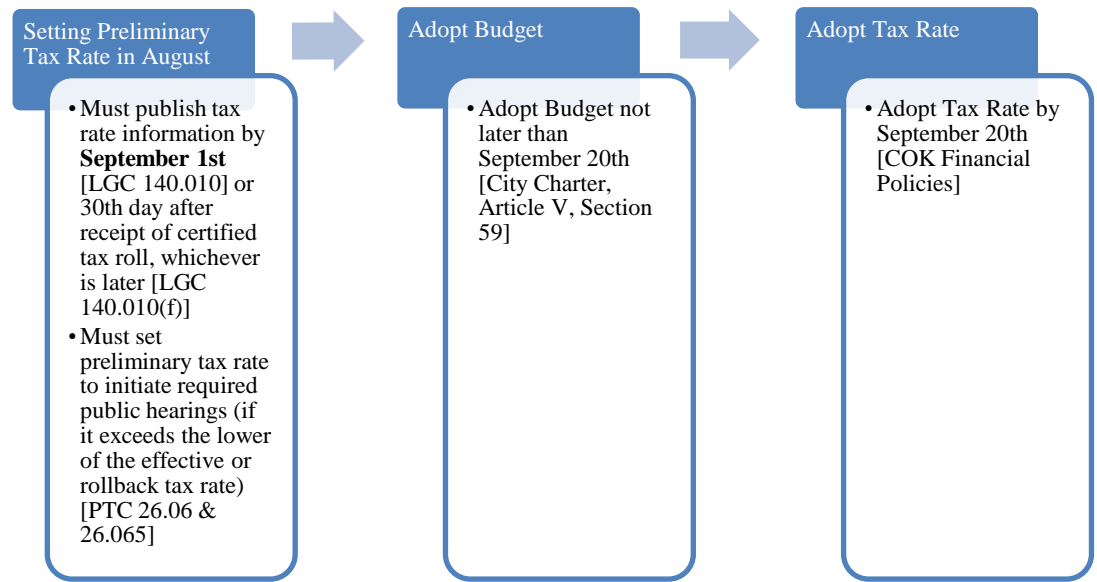 Setting Preliminary
Tax Rate in August
• Must publish tax
rate information by
September 1st
[LGC 140.010] or
30th day after
receipt of certified
tax roll, whichever
is later [LGC
140.010(f)]
• Must set
preliminary tax rate
to initiate required
public hearings (if
it exceeds the lower
of the effective or
rollback tax rate)
[PTC 26.06 &
26.065]
Adopt Budget
• Adopt Budget not
later than
September 20th
[City Charter,
Article V, Section
59]
Adopt Tax Rate
• Adopt Tax Rate by
September 20th
[COK Financial
Policies]